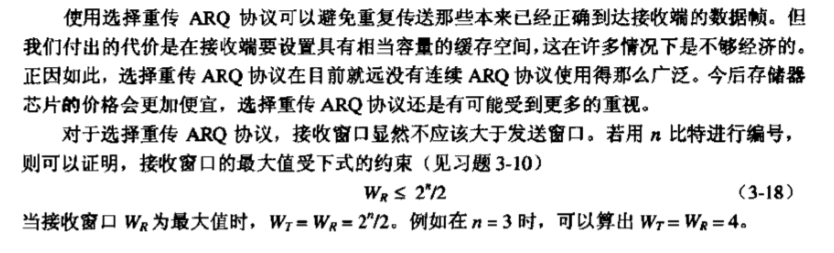 使用选择重传 ARQ 协议可以避免重复传送那些本来已经正确到达接收端的数据帧。但
我们付出的代价是在接收端要设置具有相当容量的缓存空间，这在许多情况下是不够经济的。
正因如此，选择重传 ARQ 协议在目前就远没有连续 ARQ 协议使用得那么广泛。今后存储器
芯片的价格会更加便宜，选择重传 ARQ 协议还是有可能受到更多的重视。
对于选择重传 ARQ 协议，接收窗口显然不应该大于发送窗口。若用 n 比特进行编号，
则可以证明，接收窗口的最大值受下式的约束（见习题 3-10）
W_R ≤ 2^n/2 （3-18）
当接收窗口 W_R 为最大值时，W_T = W_R = 2^n/2。例如在 n = 3 时，可以算出 W_T = W_R = 4。